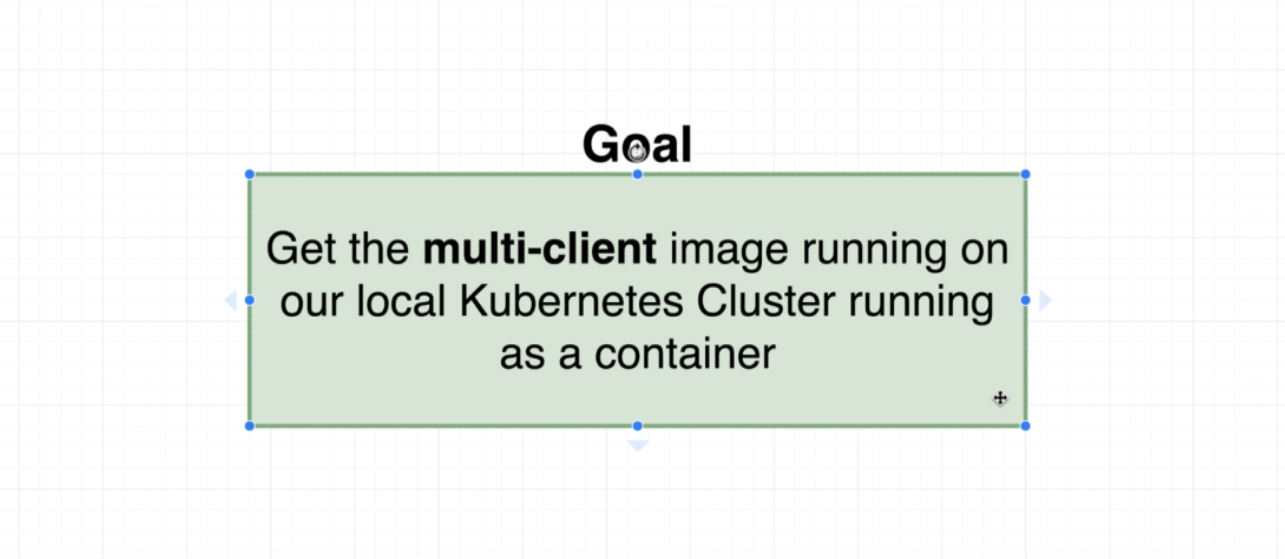 Goal
Get the multi-client image running on
our local Kubernetes Cluster running
as a container